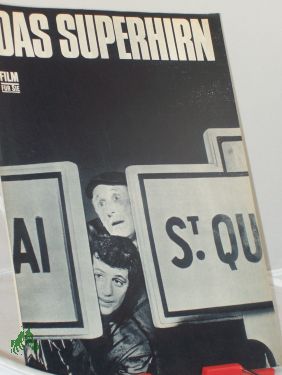 DAS SUPERHIRN
FILM
FÜR SIE
AI
ST. QU